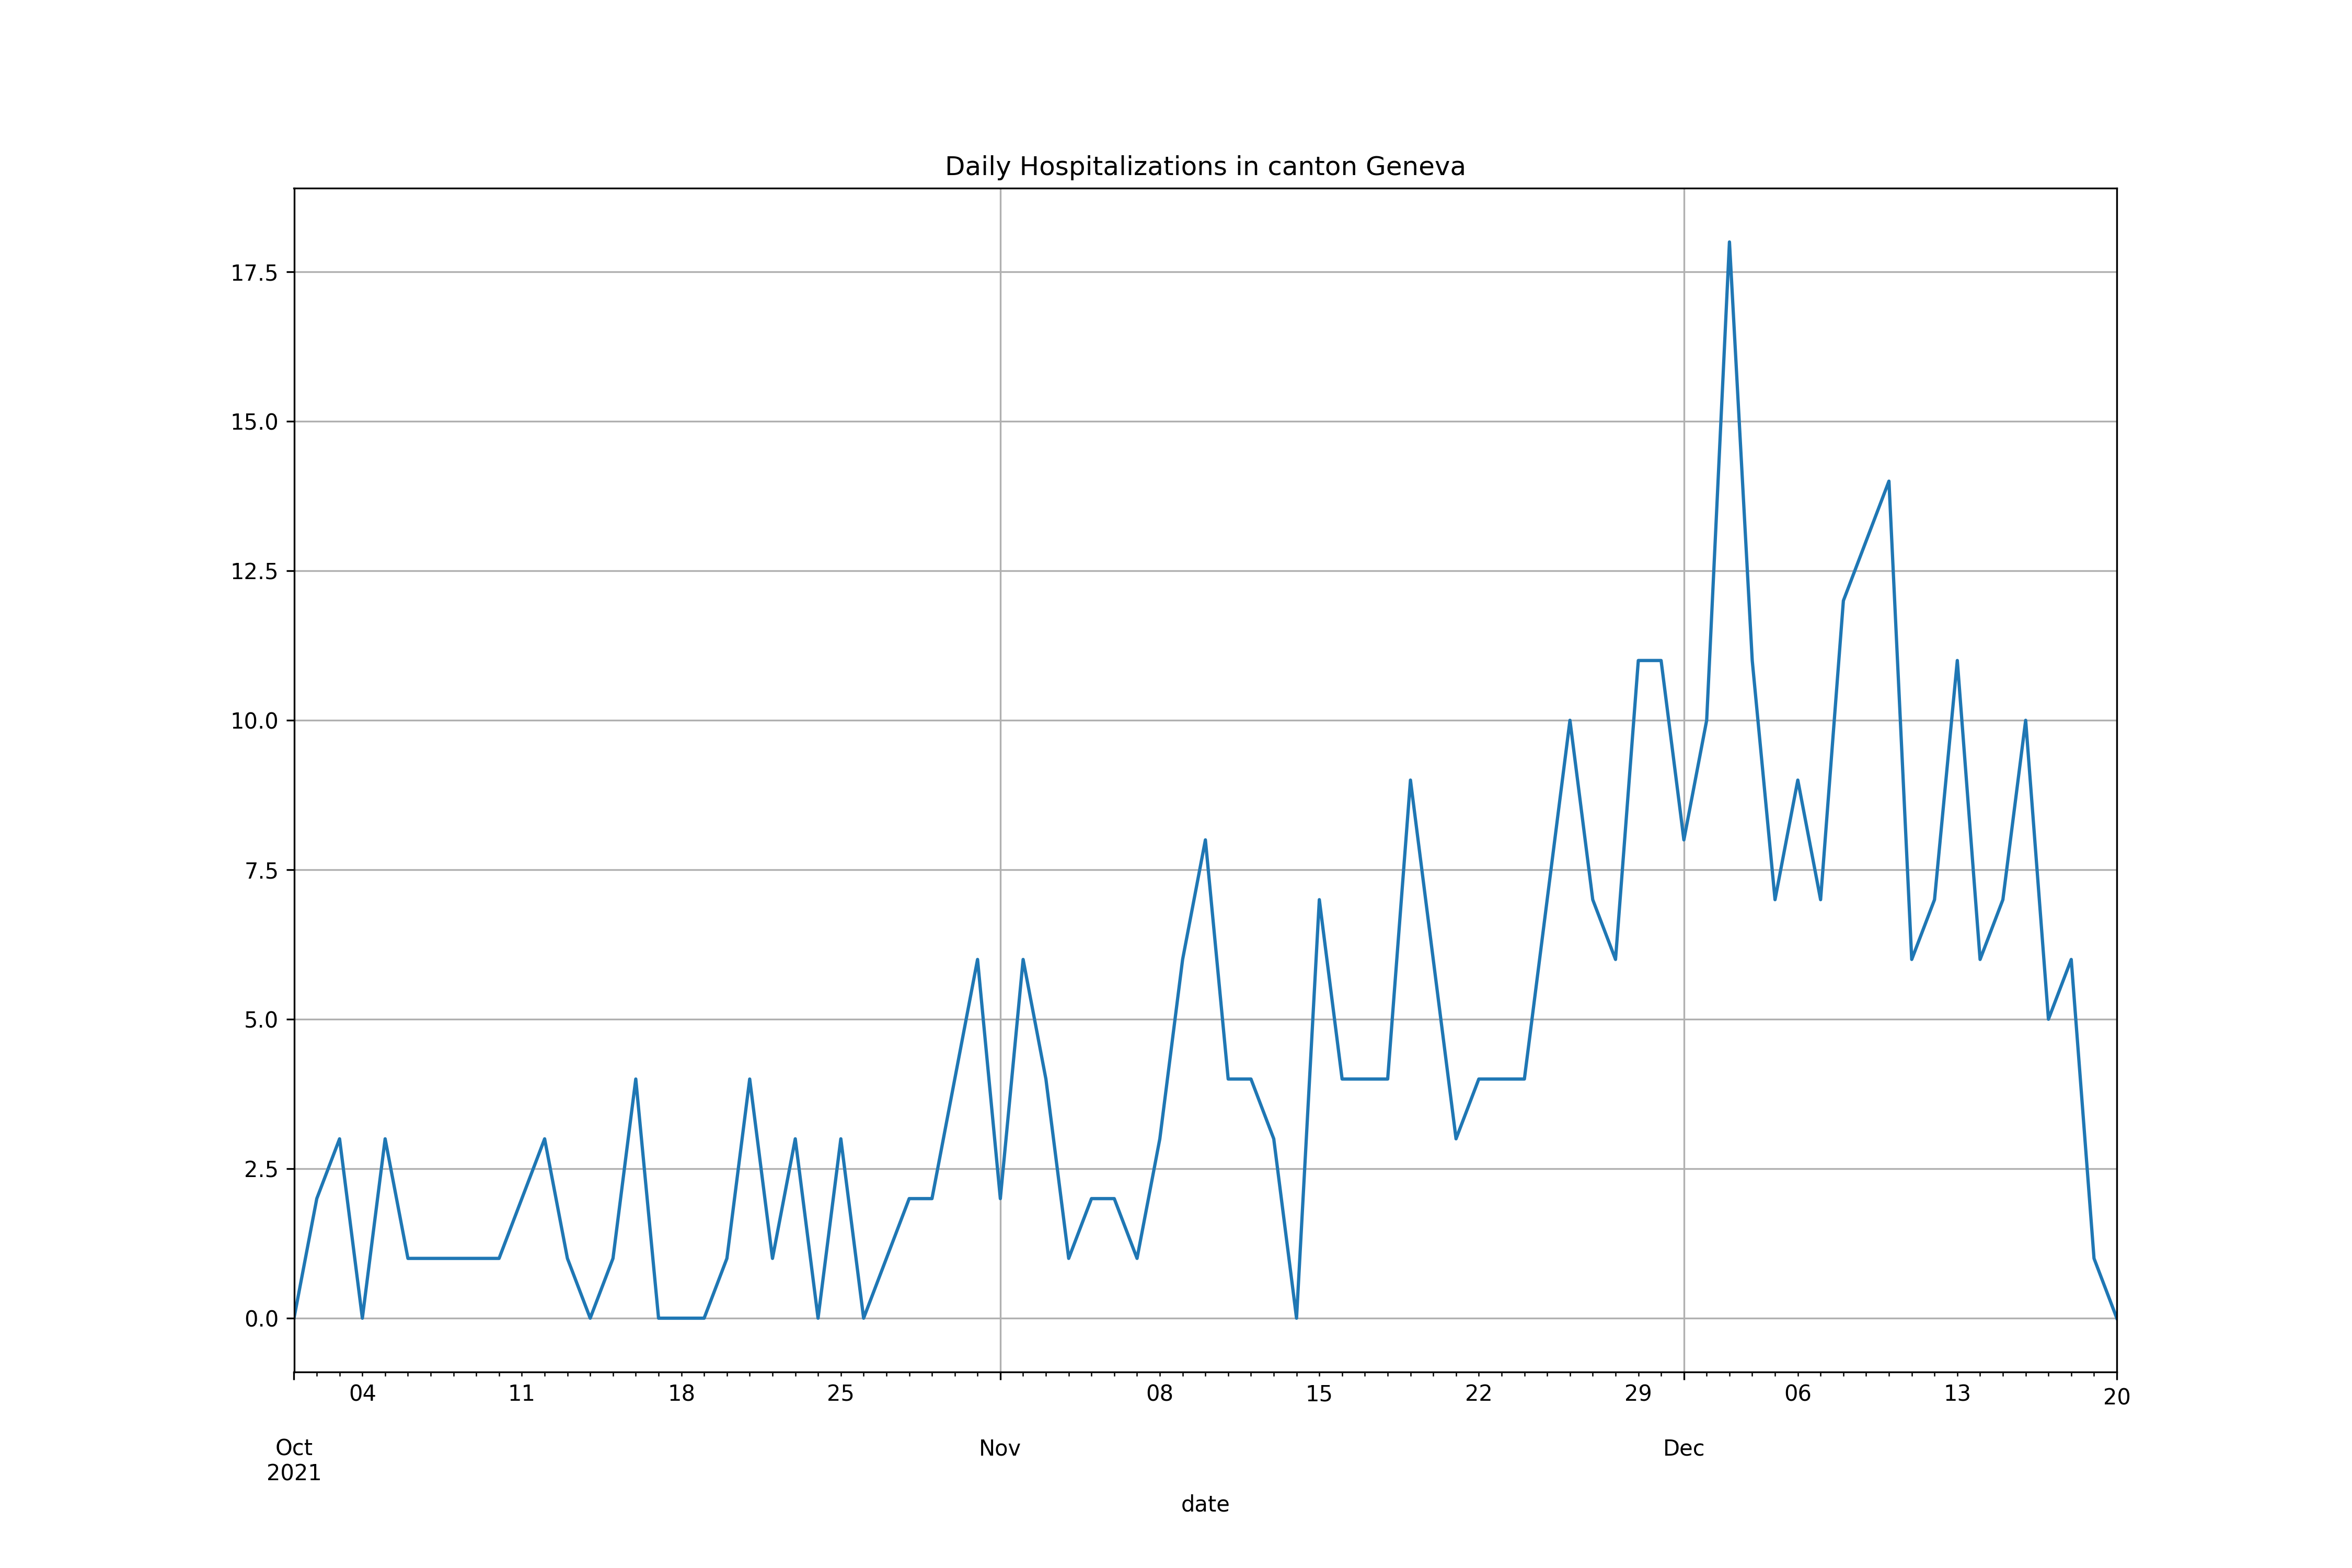 Daily Hospitalizations in canton Geneva
17.5
15.0
12.5
10.0
7.5
5.0
2.5
0.0
04 11 18 25 08 15 22 29 06 13 20
Oct Nov Dec
2021
date